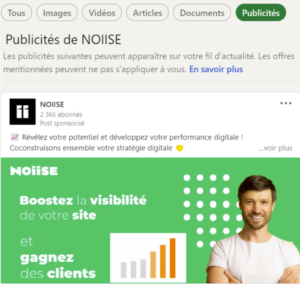 Tous Images Vidéos Articles Documents Publicités
Publicités de NOIISE
Les publicités suivantes peuvent apparaître sur votre fil d'actualité. Les offres
mentionnées peuvent ne pas s'appliquer à vous. En savoir plus
NOIISE
2 366 abonnés
Post sponsorisé
📈 Révélez votre potentiel et développez votre performance digitale !
Coconstruisons ensemble votre stratégie digitale 💛 ...voir plus
NOIISE
Boostez la visibilité
de votre site
et
gagnez
des clients